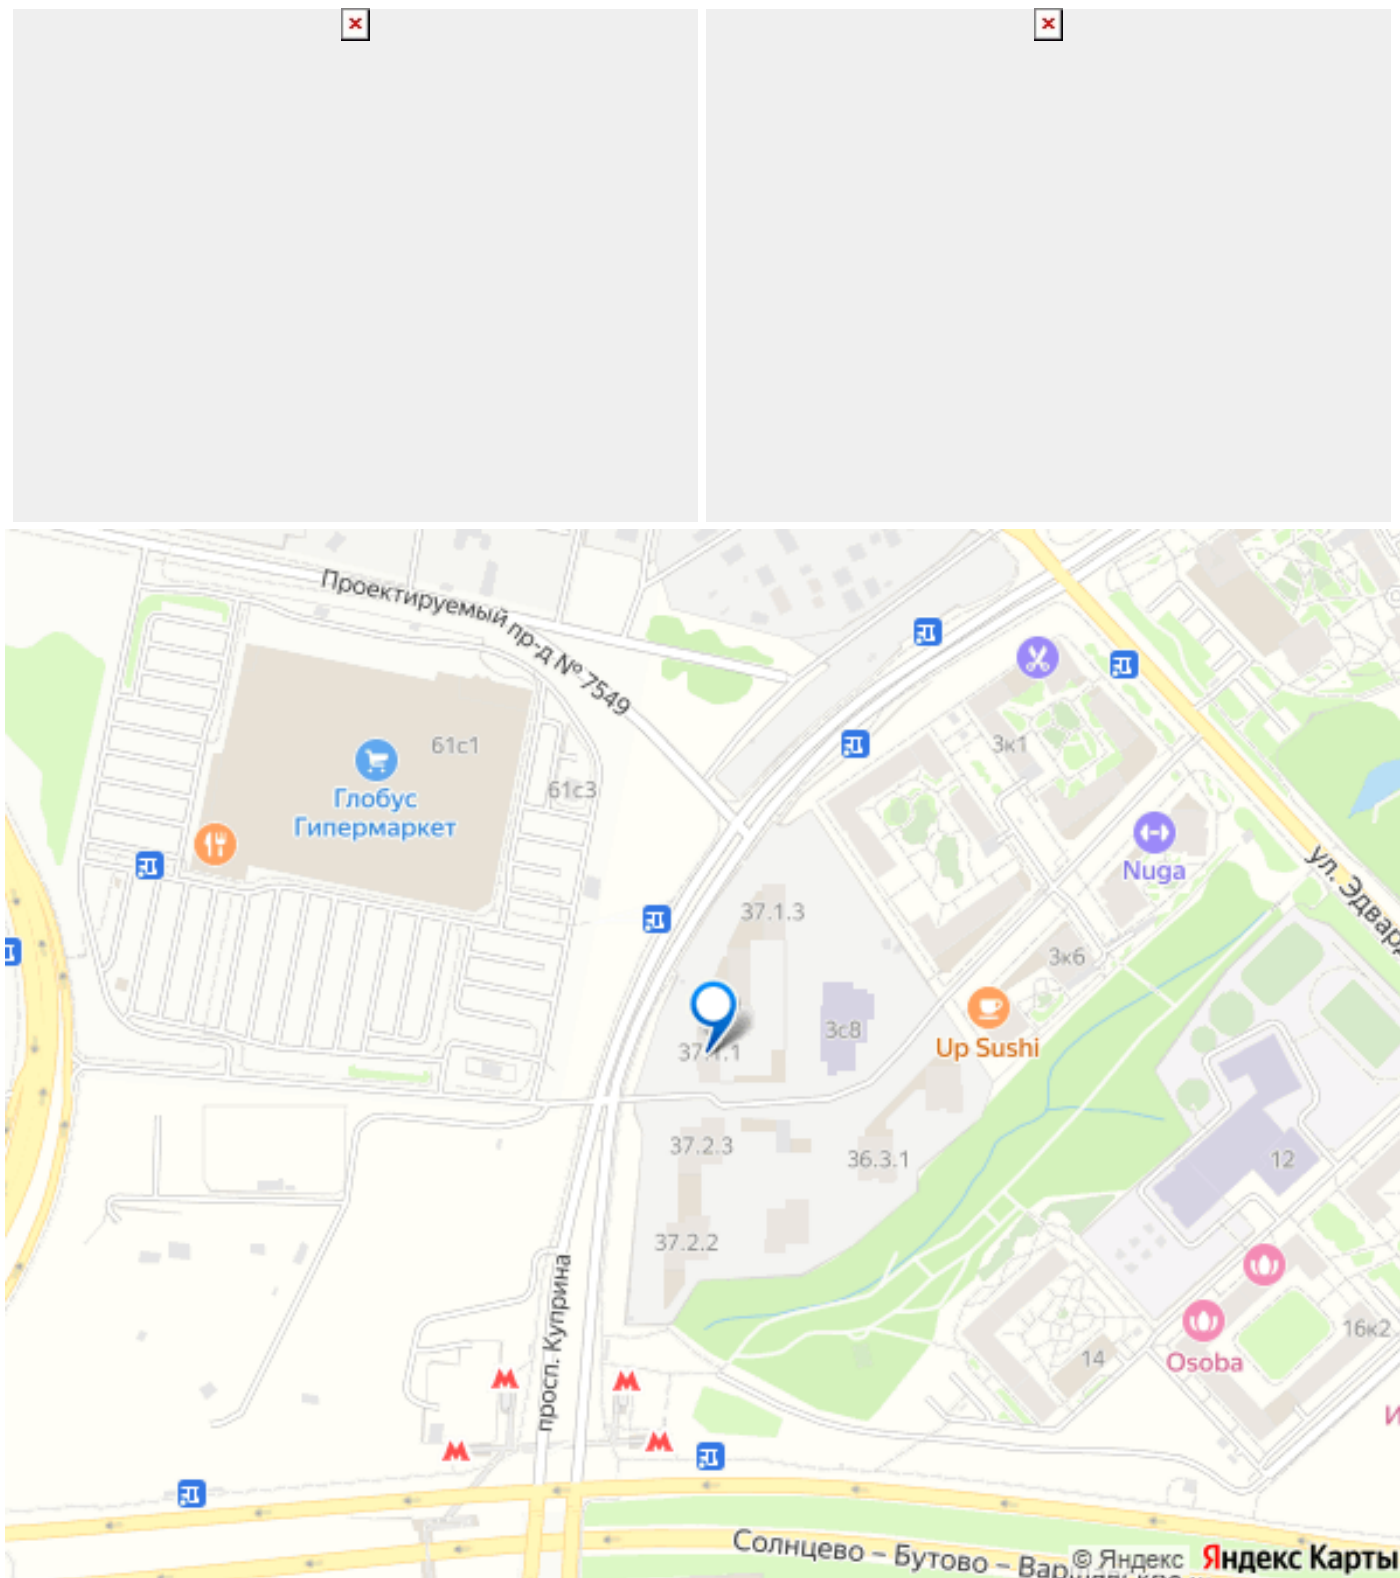 Проектируемый пр-д № 7549
61с1
Глобус
Гипермаркет
61с3
3к1
Nuga
ул. Эдвар
37.1.3
3к6
3с8
Up Sushi
37.1.1
37.2.3
36.3.1
12
37.2.2
просп. Куприна
16к2
14
Osoba
И
Солнцево – Бутово –
© Яндекс Яндекс Карты